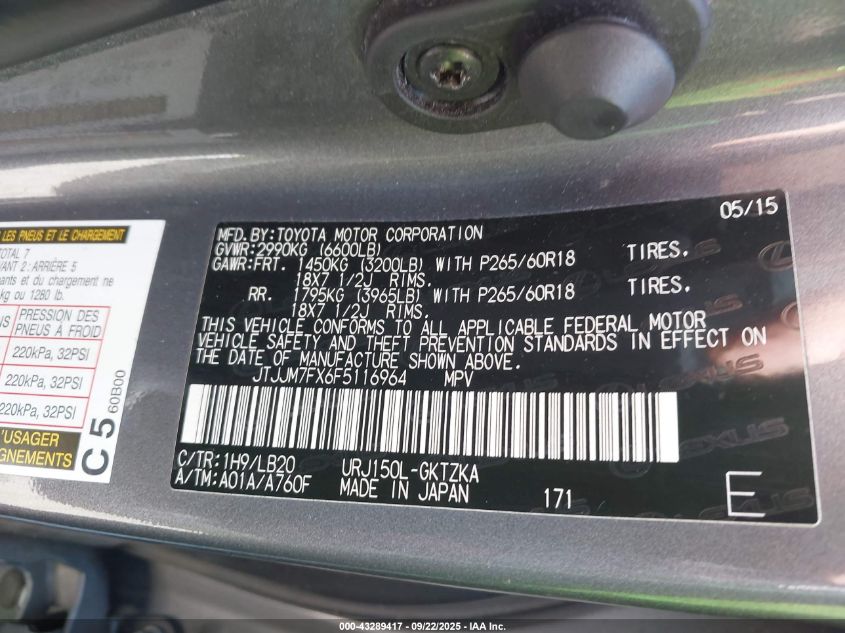 LES PNEUS ET LE CHARGEMENT
TOTAL 7
VANT 2: ARRIÈRE 5
pants et du chargement ne
kg ou 1280 lb.
PRESSION DES
PNEUS À FROID
220kPa, 32PSI
220kPa, 32PSI
220kPa, 32PSI
L'USAGER
C5
60B00
05/15
MFD.BY:TOYOTA MOTOR CORPORATION
GVWR:2990KG (6600LB)
GAWR:FRT. 1450KG (3200LB) WITH P265/60R18 TIRES.
18X7 1/2J RIMS.
RR. 1795KG (3965LB) WITH P265/60R18 TIRES.
18X7 1/2J RIMS.
THIS VEHICLE CONFORMS TO ALL APPLICABLE FEDERAL MOTOR
VEHICLE SAFETY AND THEFT PREVENTION STANDARDS IN EFFECT ON
THE DATE OF MANUFACTURE SHOWN ABOVE.
JTJJM7FX6F5116964 MPV
C/TR:1H9/LB20 URJ150L-GKTZKA
A/TM:A01A/A760F MADE IN JAPAN 171 E
LEXUS
000-43289417 - 09/22/2025 - IAA Inc.